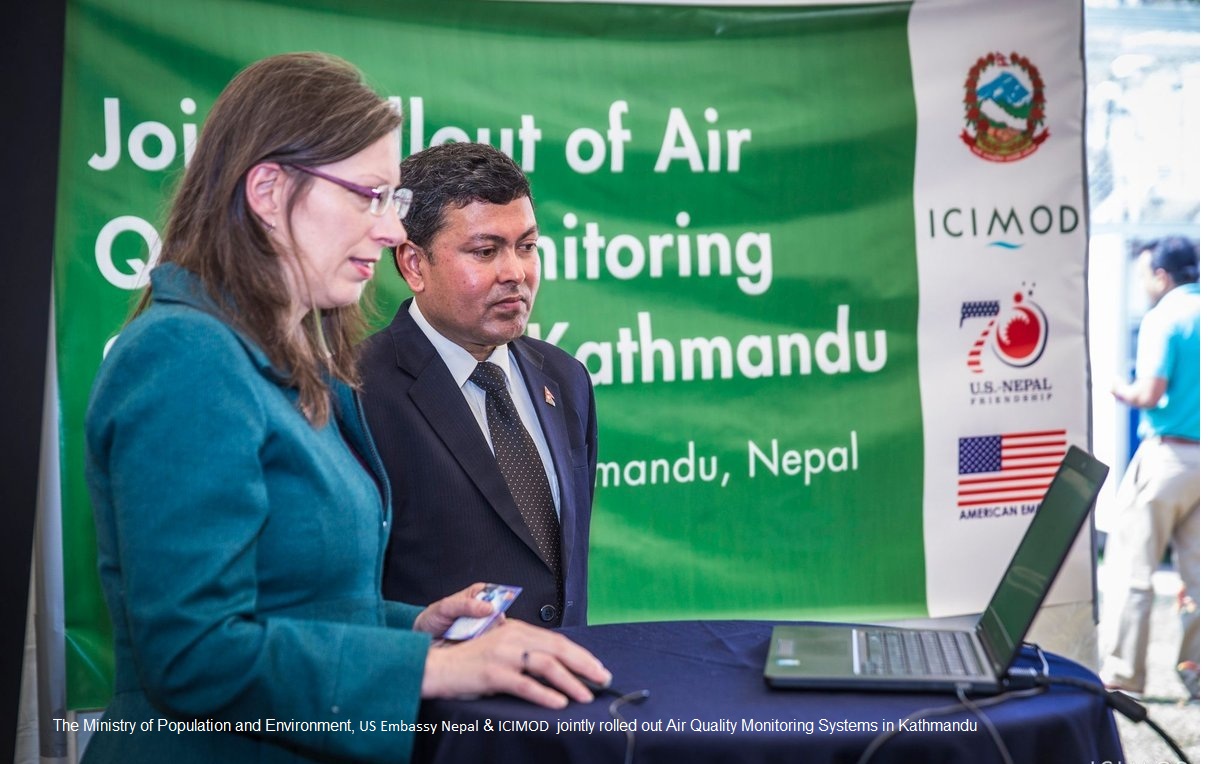 Joi llout of Air
Q nitoring
Kathmandu
mandu, Nepal
ICIMOD
70
U.S.-NEPAL
FRIENDSHIP
AMERICAN EM
The Ministry of Population and Environment, US Embassy Nepal & ICIMOD jointly rolled out Air Quality Monitoring Systems in Kathmandu